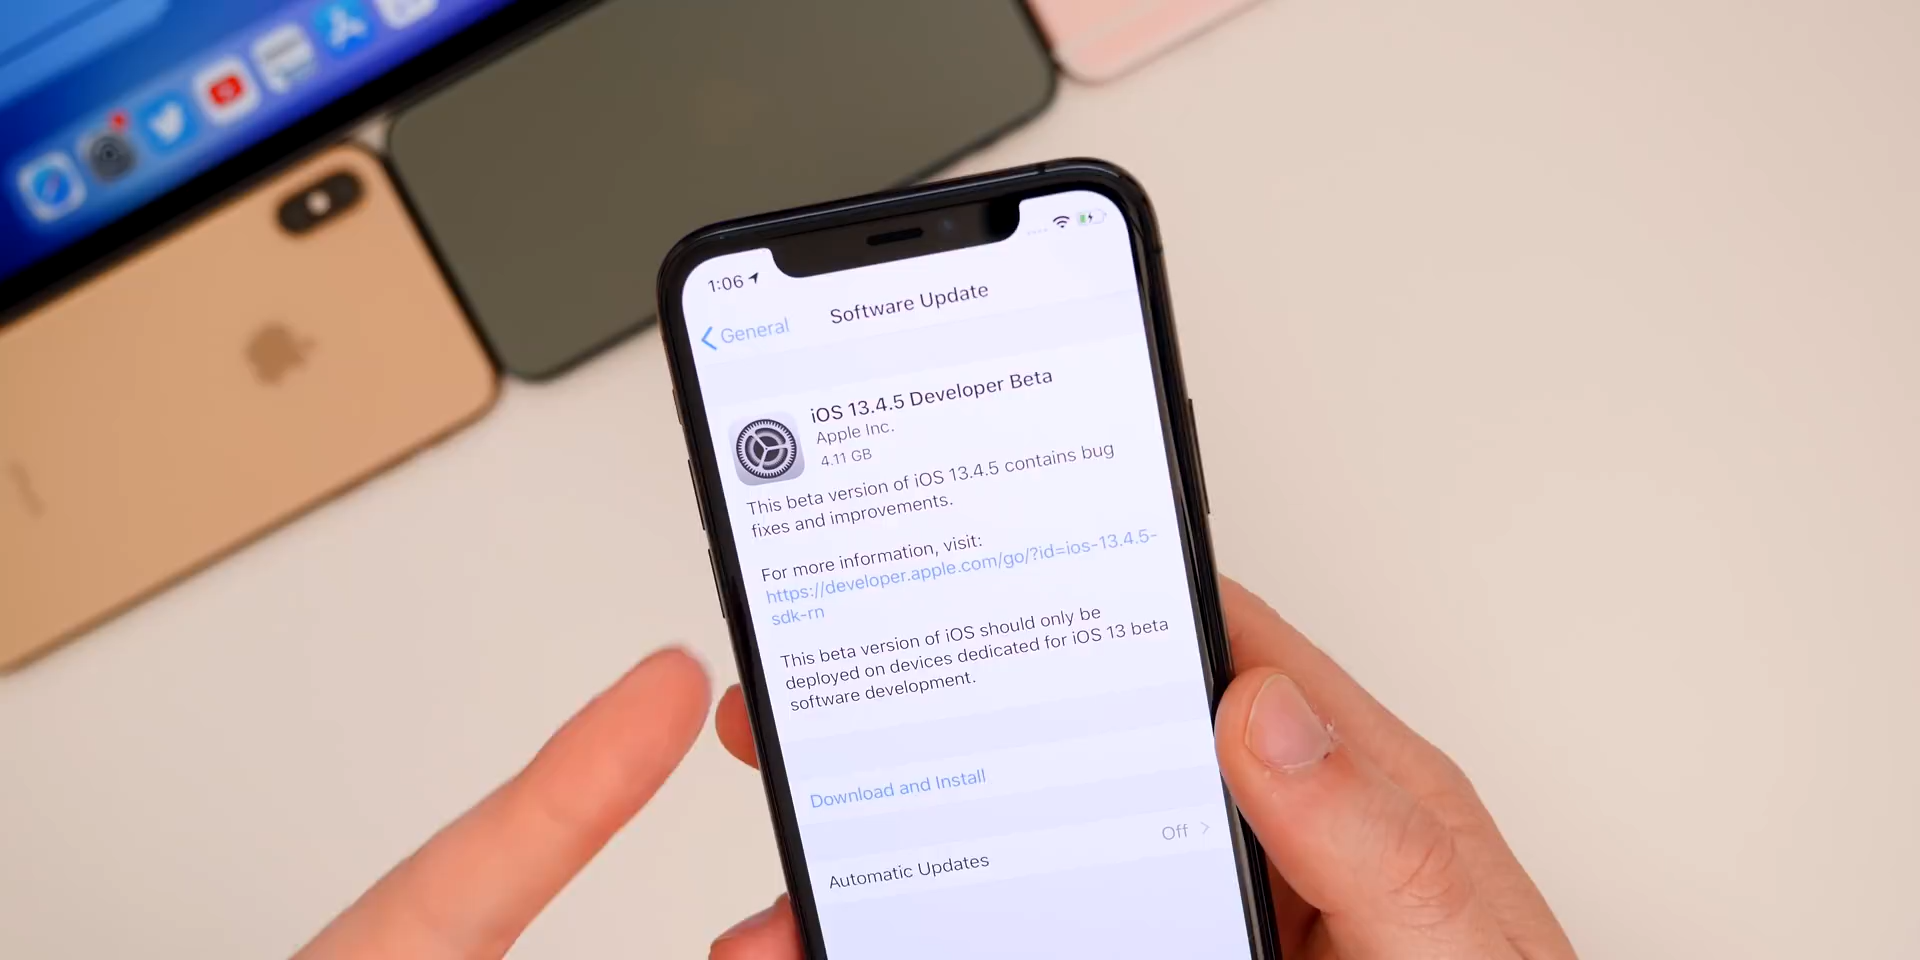 1:06
General
Software Update
iOS 13.4.5 Developer Beta
Apple Inc.
4.11 GB
This beta version of iOS 13.4.5 contains bug
fixes and improvements.
For more information, visit:
https://developer.apple.com/go/?id=ios-13.4.5-
sdk-rn
This beta version of iOS should only be
deployed on devices dedicated for iOS 13 beta
software development.
Download and Install
Automatic Updates
Off